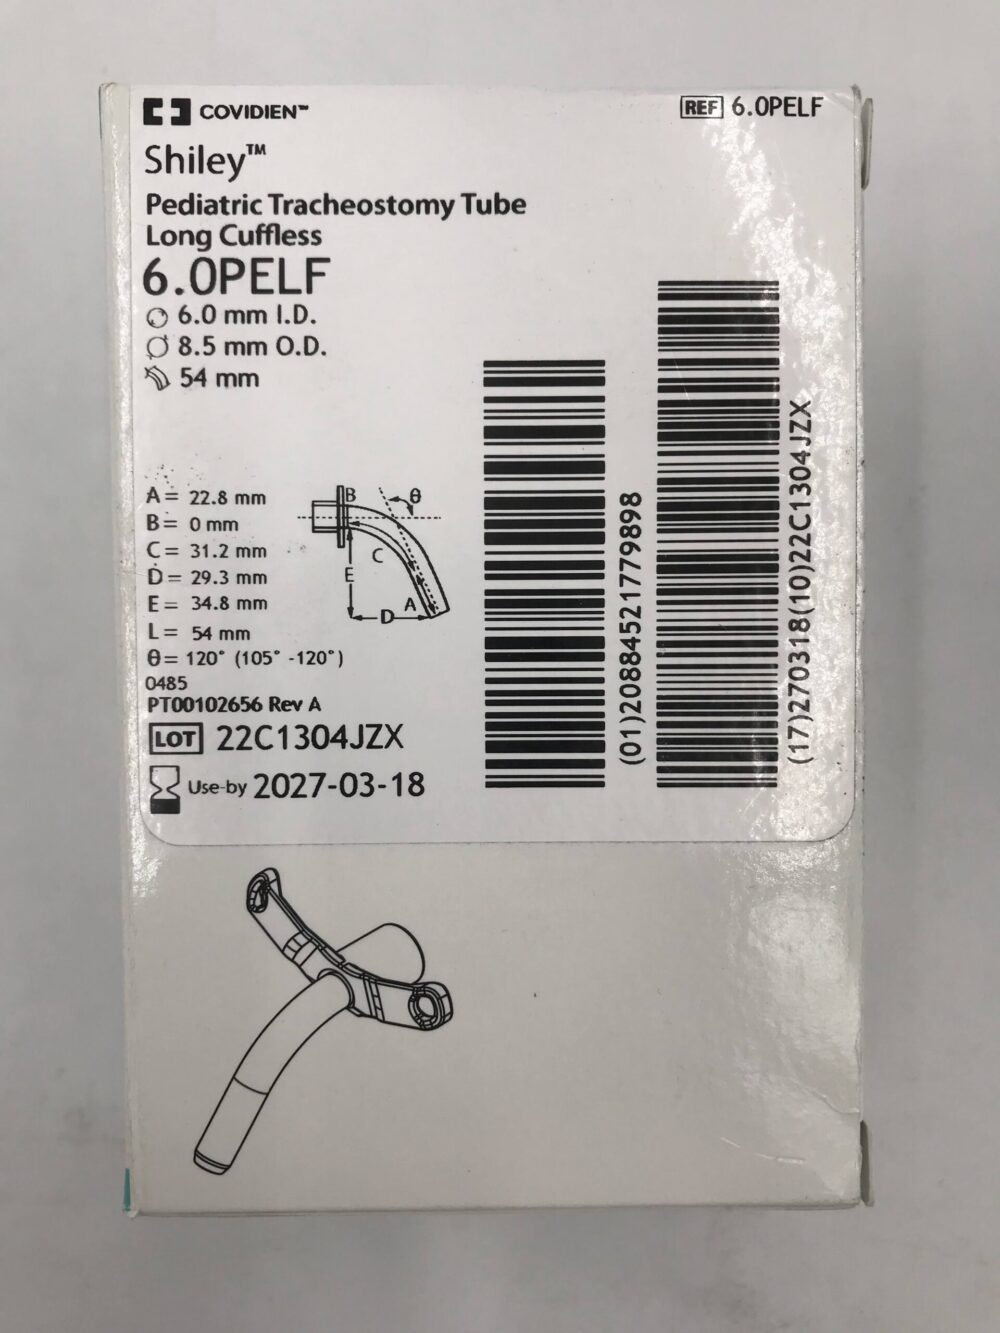 COVIDIEN™
REF 6.0PELF
Shiley™
Pediatric Tracheostomy Tube
Long Cuffless
6.0PELF
6.0 mm I.D.
8.5 mm O.D.
54 mm
A= 22.8 mm
B= 0 mm
C= 31.2 mm
D= 29.3 mm
E= 34.8 mm
L= 54 mm
θ= 120° (105° -120°)
B
θ
C
E
A
D
0485
PT00102656 Rev A
LOT 22C1304JZX
Use-by 2027-03-18
(01)20884521779898
(17)270318(10)22C1304JZX